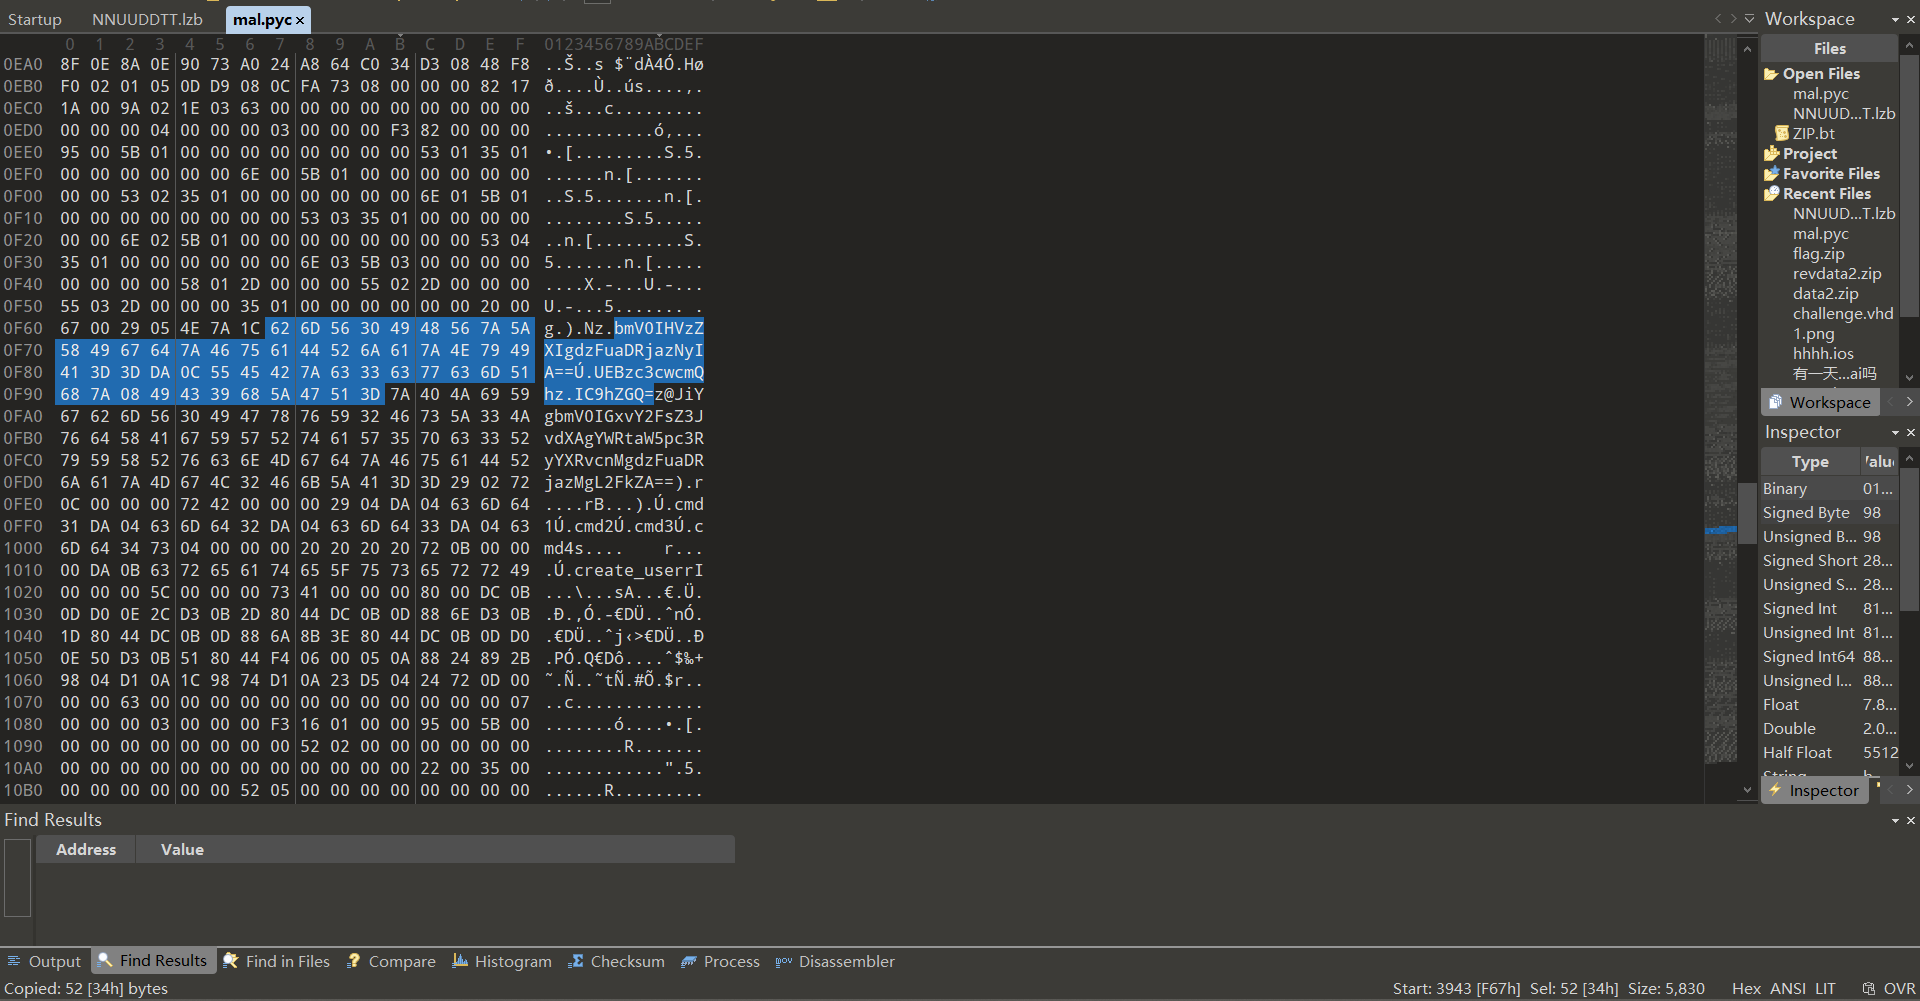 Startup NNUUDDTT.lzb mal.pyc × Workspace
0 1 2 3 4 5 6 7 8 9 A B C D E F 0123456789ABCDEF
0EA0 8F 0E 8A 0E 90 73 A0 24 A8 64 C0 34 D3 08 48 F8 ..Š..s $¨dÀ4Ó.Hø
0EB0 F0 02 01 05 0D D9 08 0C FA 73 08 00 00 00 82 17 ð....Ù..ús....‚.
0EC0 1A 00 9A 02 1E 03 63 00 00 00 00 00 00 00 00 00 ..š...c.........
0ED0 00 00 00 04 00 00 00 03 00 00 00 F3 82 00 00 00 ...........ó‚...
0EE0 95 00 5B 01 00 00 00 00 00 00 00 00 53 01 35 01 •.[.........S.5.
0EF0 00 00 00 00 00 00 6E 00 5B 01 00 00 00 00 00 00 ......n.[.......
0F00 00 00 53 02 35 01 00 00 00 00 00 00 6E 01 5B 01 ..S.5.......n.[.
0F10 00 00 00 00 00 00 00 00 53 03 35 01 00 00 00 00 ........S.5.....
0F20 00 00 6E 02 5B 01 00 00 00 00 00 00 00 00 53 04 ..n.[.........S.
0F30 35 01 00 00 00 00 00 00 6E 03 5B 03 00 00 00 00 5.......n.[.....
0F40 00 00 00 00 58 01 2D 00 00 00 55 02 2D 00 00 00 ....X.-...U.-...
0F50 55 03 2D 00 00 00 35 01 00 00 00 00 00 00 20 00 U.-...5....... .
0F60 67 00 29 05 4E 7A 1C 62 6D 56 30 49 48 56 7A 5A g.).Nz.bmV0IHVzZ
0F70 58 49 67 64 7A 46 75 61 44 52 6A 61 7A 4E 79 49 XIgdzFuaDRjazNyI
0F80 41 3D 3D DA 0C 55 45 42 7A 63 33 63 77 63 6D 51 A==Ú.UEBzc3cwcmQ
0F90 68 7A 08 49 43 39 68 5A 47 51 3D 7A 40 4A 69 59 hz.IC9hZGQ=z@JiY
0FA0 67 62 6D 56 30 49 47 78 76 59 32 46 73 5A 33 4A gbmV0IGxvY2FsZ3J
0FB0 76 64 58 41 67 59 57 52 74 61 57 35 70 63 33 52 vdXAgYWRtaW5pc3R
0FC0 79 59 58 52 76 63 6E 4D 67 64 7A 46 75 61 44 52 yYXRvcnMgdzFuaDR
0FD0 6A 61 7A 4D 67 4C 32 46 6B 5A 41 3D 3D 29 02 72 jazMgL2FkZA==).r
0FE0 0C 00 00 00 72 42 00 00 00 29 04 DA 04 63 6D 64 ....rB...).Ú.cmd
0FF0 31 DA 04 63 6D 64 32 DA 04 63 6D 64 33 DA 04 63 1Ú.cmd2Ú.cmd3Ú.c
1000 6D 64 34 73 04 00 00 00 20 20 20 20 72 0B 00 00 md4s....    r...
1010 00 DA 0B 63 72 65 61 74 65 5F 75 73 65 72 72 49 .Ú.create_userrI
1020 00 00 00 5C 00 00 00 73 41 00 00 00 80 00 DC 0B ...\...sA...€.Ü.
1030 0D D0 0E 2C D3 0B 2D 80 44 DC 0B 0D 88 6E D3 0B .Ð.,Ó.-€DÜ..ˆnÓ.
1040 1D 80 44 DC 0B 0D 88 6A 8B 3E 80 44 DC 0B 0D D0 .€DÜ..ˆj‹>€DÜ..Ð
1050 0E 50 D3 0B 51 80 44 F4 06 00 05 0A 88 24 89 2B .PÓ.Q€Dô....ˆ$‰+
1060 98 04 D1 0A 1C 98 74 D1 0A 23 D5 04 24 72 0D 00 ˜.Ñ..˜tÑ.#Õ.$r..
1070 00 00 63 00 00 00 00 00 00 00 00 00 00 00 00 07 ..c.............
1080 00 00 00 03 00 00 00 F3 16 01 00 00 95 00 5B 00 .......ó....•.[.
1090 00 00 00 00 00 00 00 00 52 02 00 00 00 00 00 00 ........R.......
10A0 00 00 00 00 00 00 00 00 00 00 00 00 22 00 35 00 ............".5.
10B0 00 00 00 00 00 00 52 05 00 00 00 00 00 00 00 00 ......R.........
Files
Open Files
mal.pyc
NNUUD...T.lzb
ZIP.bt
Project
Favorite Files
Recent Files
NNUUD...T.lzb
mal.pyc
flag.zip
revdata2.zip
data2.zip
challenge.vhd
1.png
hhhh.ios
有一天...ai吗
Workspace
Inspector
Type Valu
Binary 01...
Signed Byte 98
Unsigned B... 98
Signed Short 28...
Unsigned S... 28...
Signed Int 81...
Unsigned Int 81...
Signed Int64 88...
Unsigned I... 88...
Float 7.8...
Double 2.0...
Half Float 5512
String
Inspector
Find Results
Address Value
Output Find Results Find in Files Compare Histogram Checksum Process Disassembler
Copied: 52 [34h] bytes Start: 3943 [F67h] Sel: 52 [34h] Size: 5,830 Hex ANSI LIT OVR